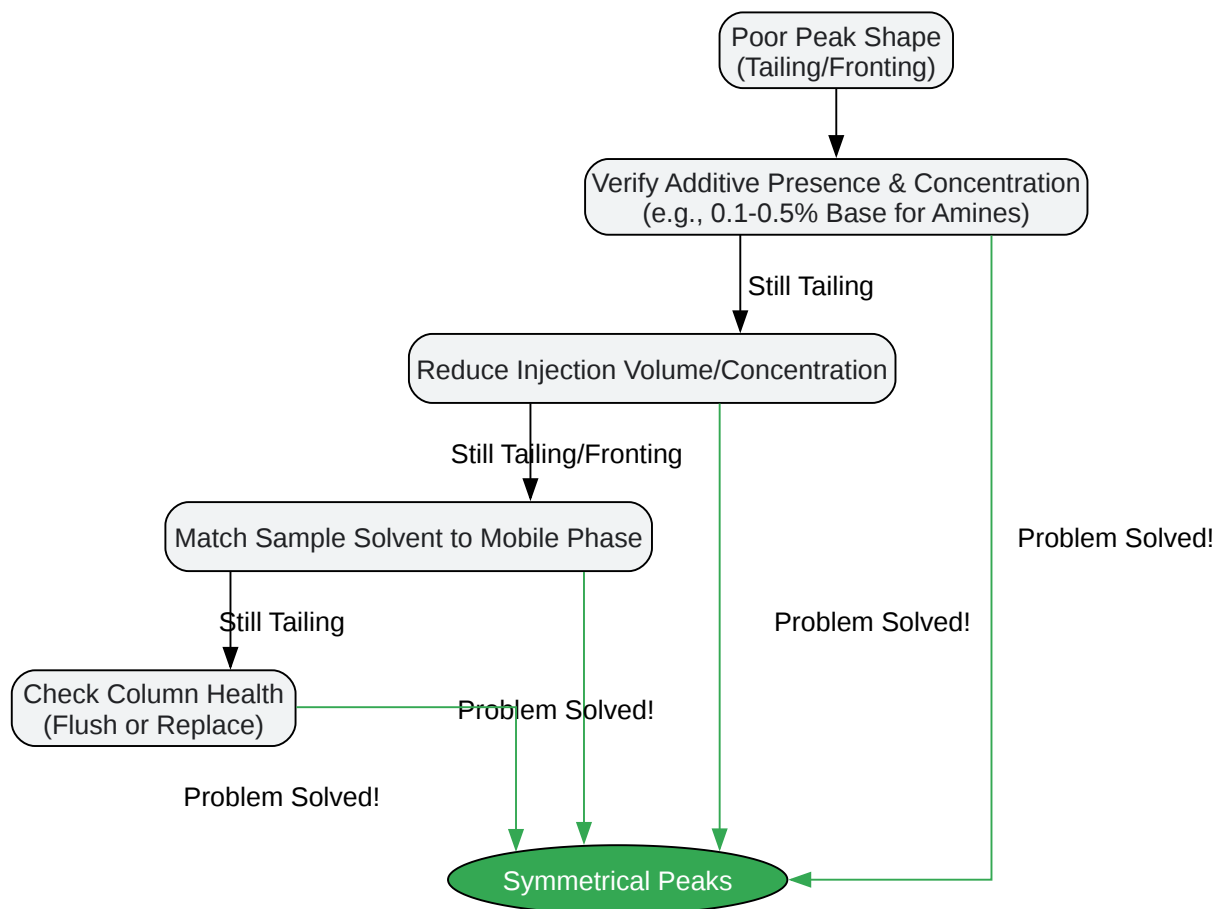 Poor Peak Shape
(Tailing/Fronting)
Verify Additive Presence & Concentration
(e.g., 0.1-0.5% Base for Amines)
Still Tailing
Reduce Injection Volume/Concentration
Still Tailing/Fronting
Match Sample Solvent to Mobile Phase
Problem Solved!
Still Tailing
Problem Solved!
Check Column Health
(Flush or Replace)
Problem Solved!
Problem Solved!
Symmetrical Peaks